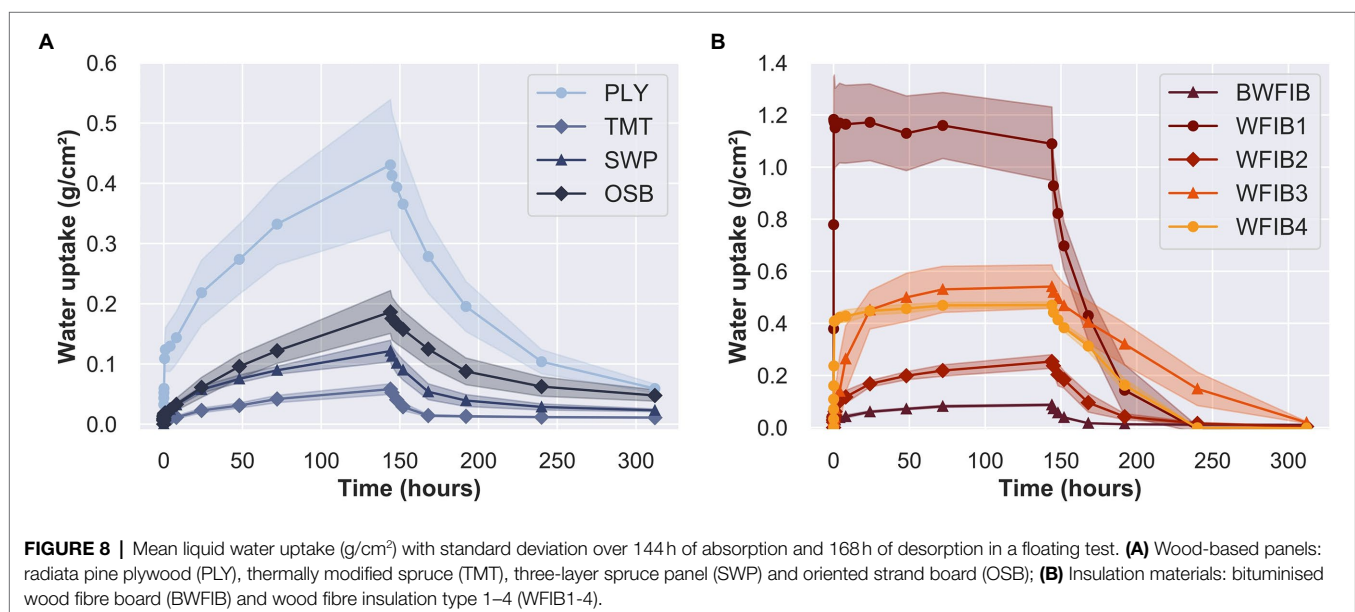 A
B
0.6
0.5
0.4
0.3
0.2
0.1
0.0
Water uptake (g/cm²)
PLY
TMT
SWP
OSB
0 50 100 150 200 250 300
Time (hours)
1.4
1.2
1.0
0.8
0.6
0.4
0.2
0.0
Water uptake (g/cm²)
BWFIB
WFIB1
WFIB2
WFIB3
WFIB4
0 50 100 150 200 250 300
Time (hours)
FIGURE 8 | Mean liquid water uptake (g/cm²) with standard deviation over 144 h of absorption and 168 h of desorption in a floating test. (A) Wood-based panels:
radiata pine plywood (PLY), thermally modified spruce (TMT), three-layer spruce panel (SWP) and oriented strand board (OSB); (B) Insulation materials: bituminised
wood fibre board (BWFIB) and wood fibre insulation type 1–4 (WFIB1-4).